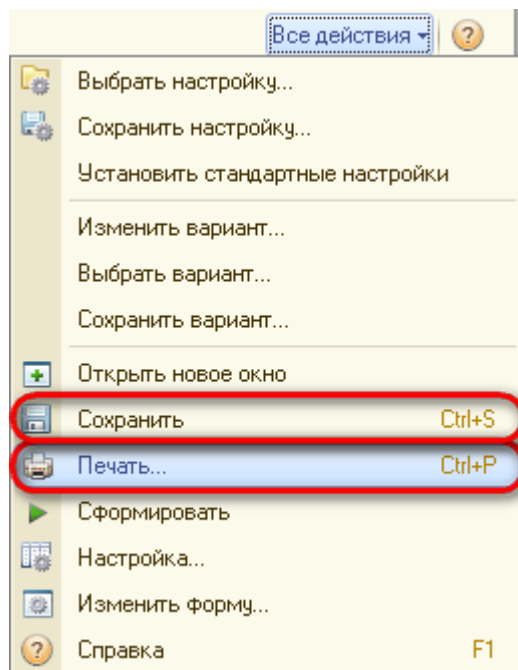 Все действия
Выбрать настройку...
Сохранить настройку...
Установить стандартные настройки
Изменить вариант...
Выбрать вариант...
Сохранить вариант...
Открыть новое окно
Сохранить Ctrl+S
Печать... Ctrl+P
Сформировать
Настройка...
Изменить форму...
Справка F1